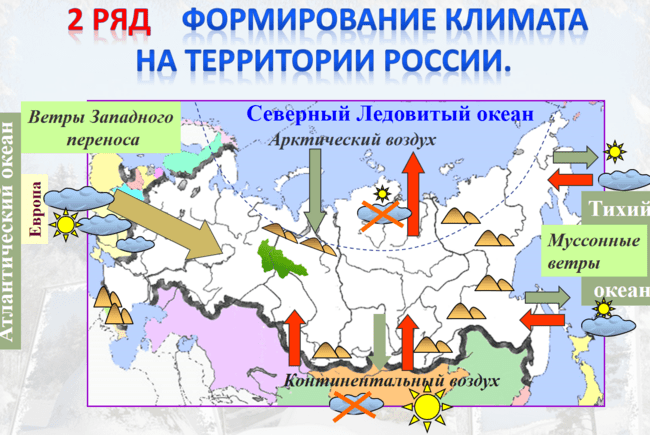 2 РЯД ФОРМИРОВАНИЕ КЛИМАТА
НА ТЕРРИТОРИИ РОССИИ.
Атлантический океан
Ветры Западного
переноса
Северный Ледовитый океан
Арктический воздух
Европа
Тихий
океан
Муссонные
ветры
Континентальный воздух